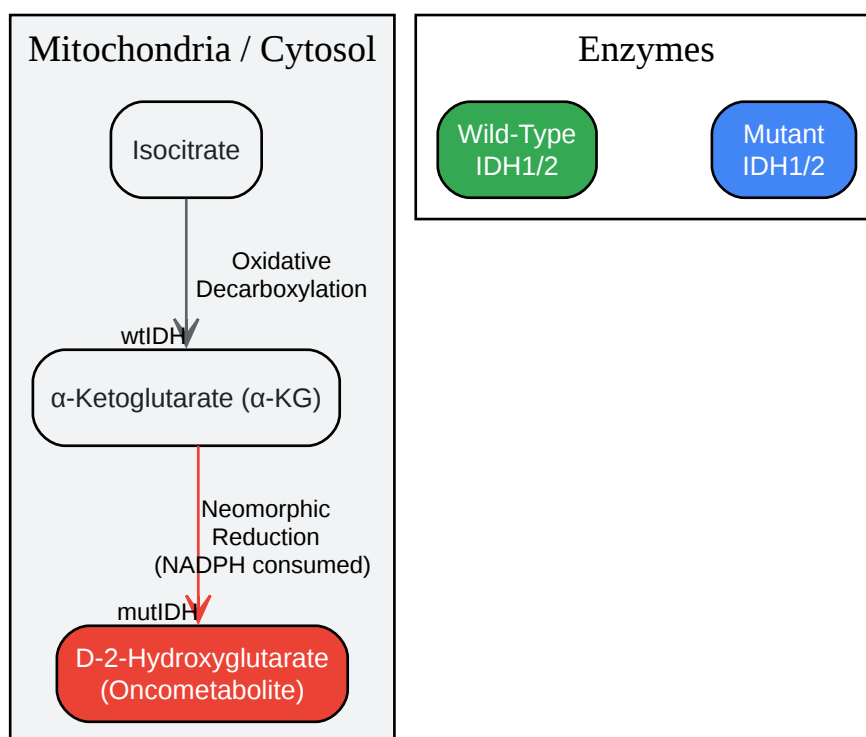 Mitochondria / Cytosol
Isocitrate
Oxidative
Decarboxylation
wtIDH
α-Ketoglutarate (α-KG)
Neomorphic
Reduction
(NADPH consumed)
mutIDH
D-2-Hydroxyglutarate
(Oncometabolite)
Enzymes
Wild-Type
IDH1/2
Mutant
IDH1/2